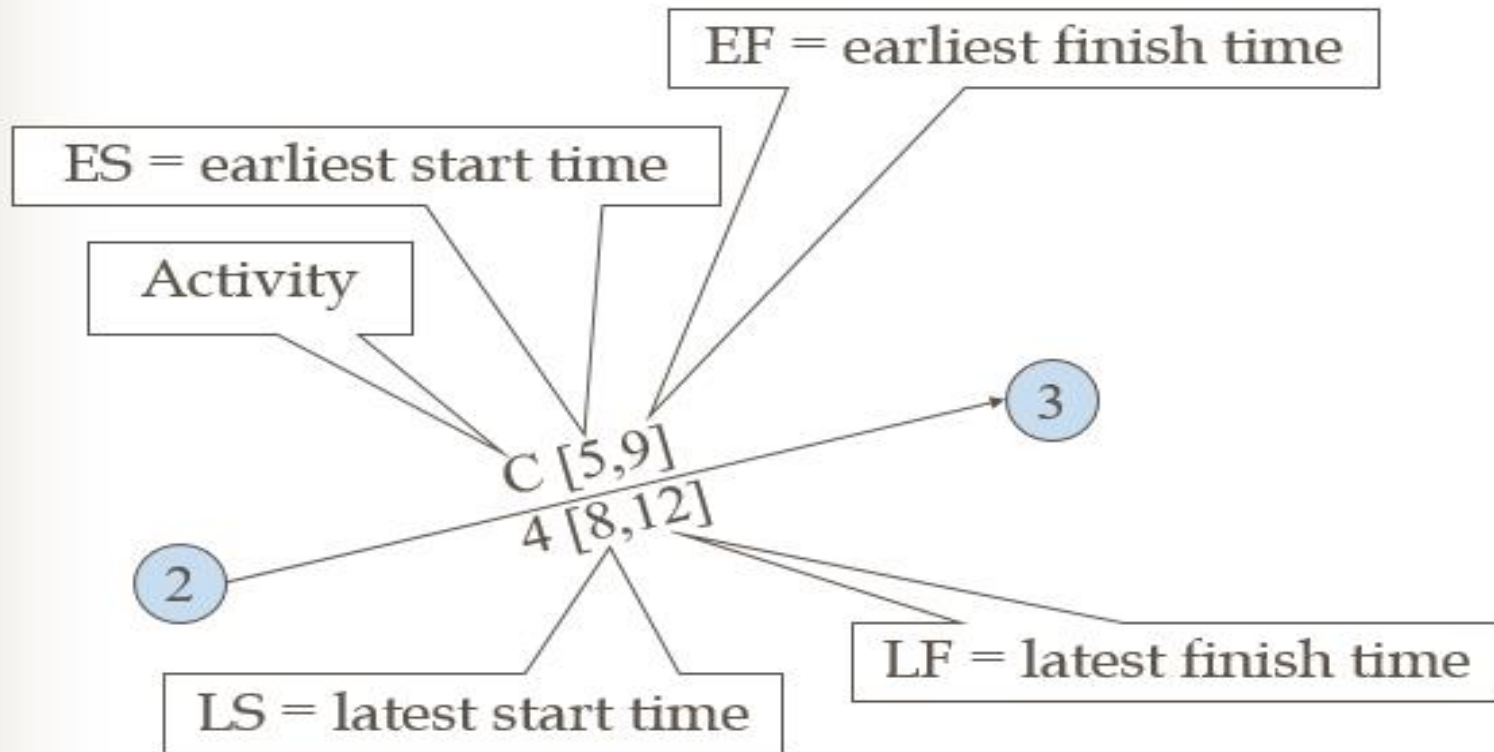 EF = earliest finish time
ES = earliest start time
Activity
3
C [5,9]
4 [8,12]
2
LF = latest finish time
LS = latest start time